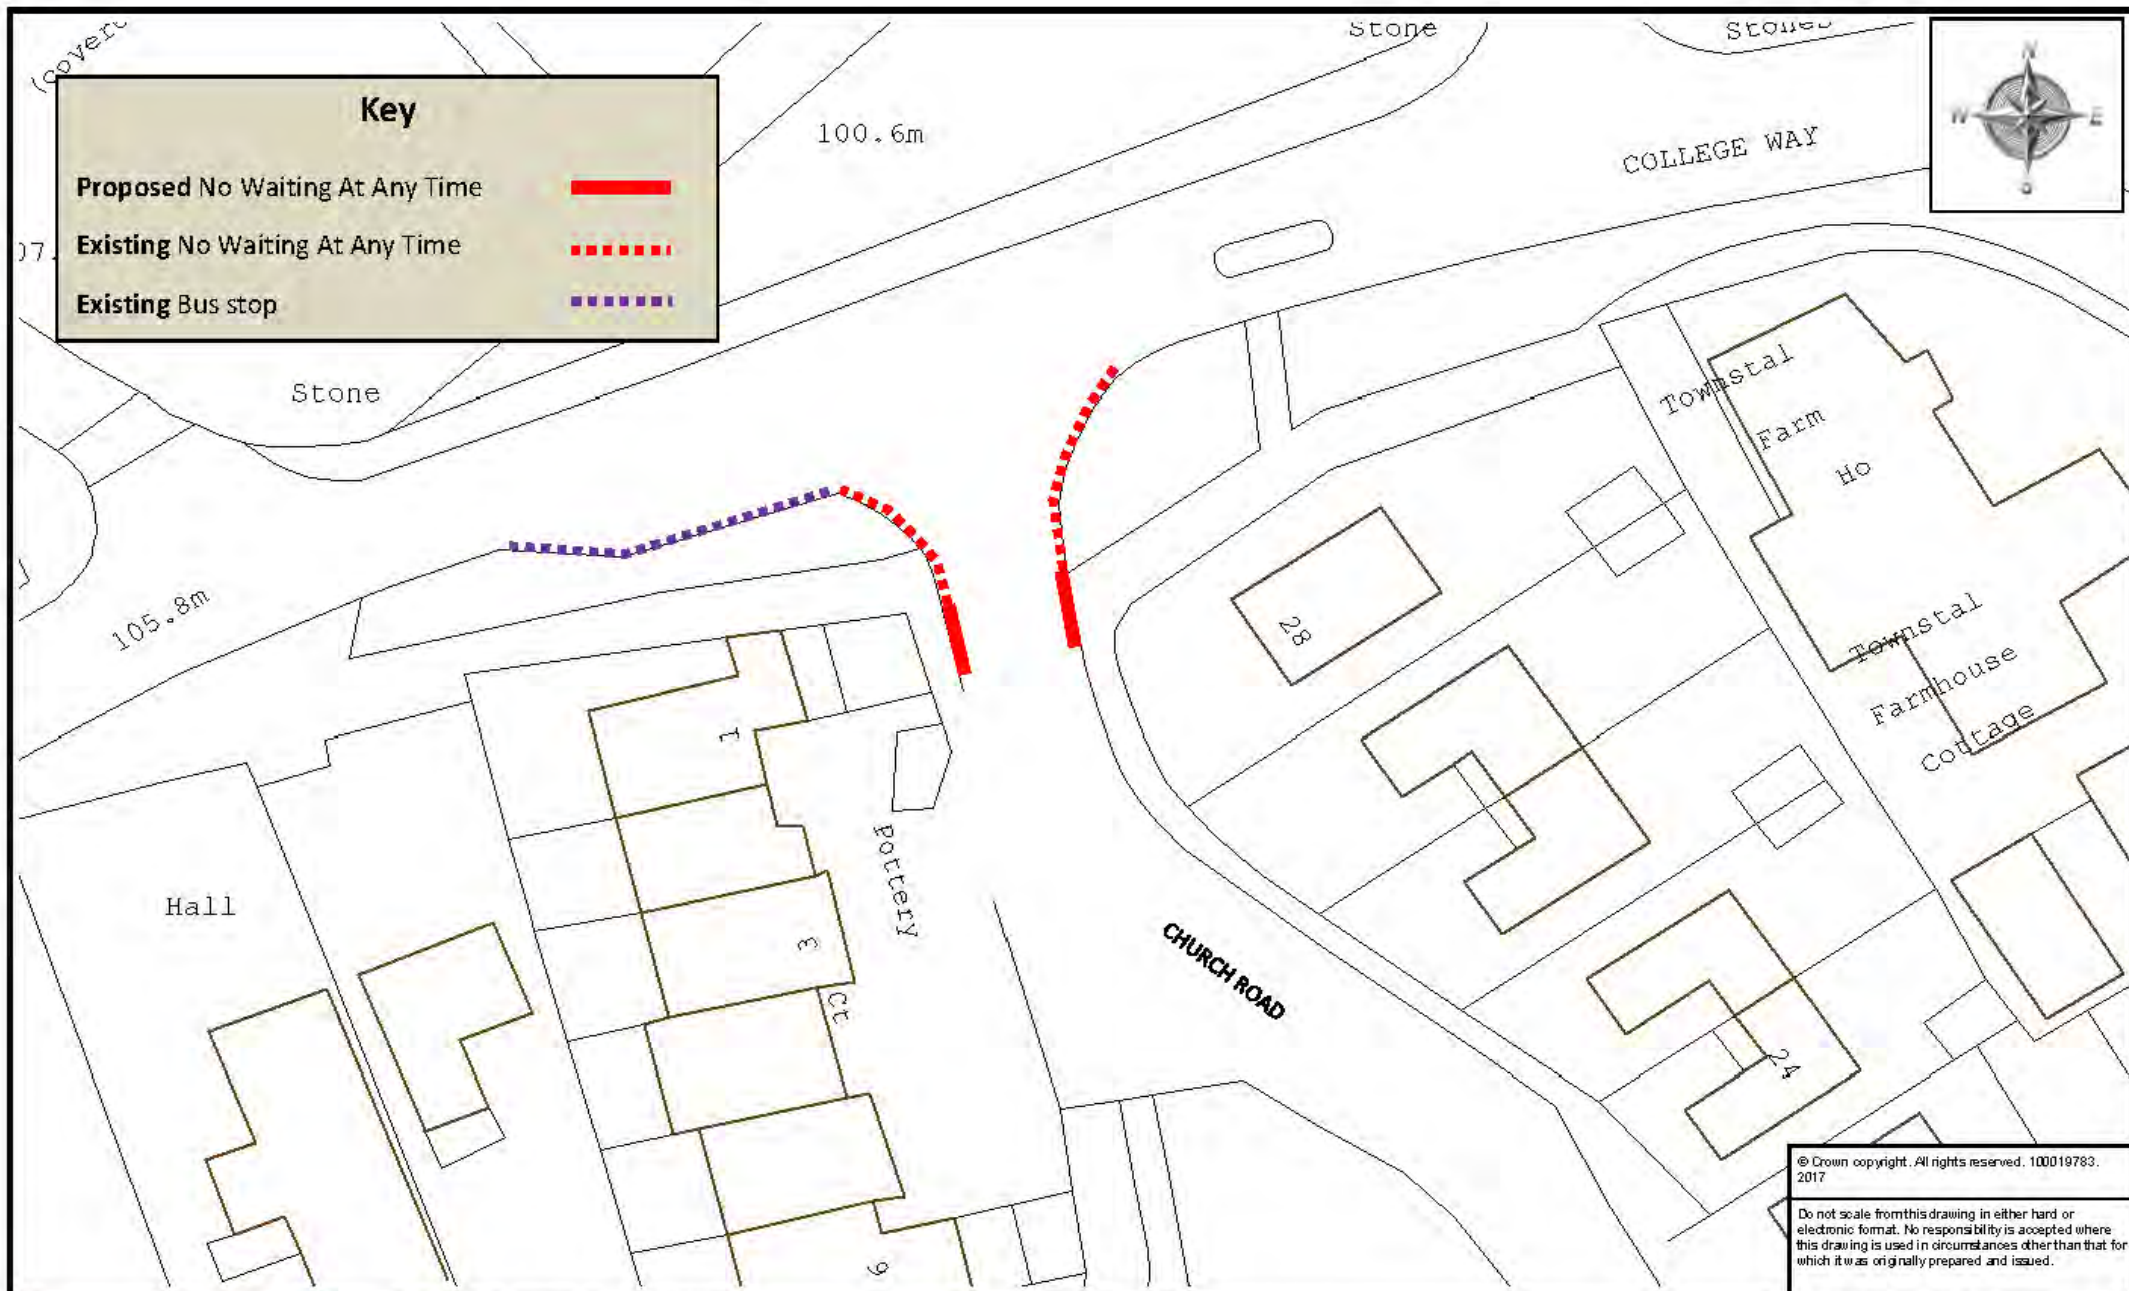 Stone
Stones
Key
Proposed No Waiting At Any Time
Existing No Waiting At Any Time
Existing Bus stop
N
W
E
S
100.6m
COLLEGE WAY
Stone
Townstal
Farm
Ho
105.8m
28
Townstal
Farmhouse
Cottage
1
Pottery
Hall
3
CHURCH ROAD
Ct
24
9
© Crown copyright. All rights reserved. 100019783.
2017
Do not scale from this drawing in either hard or
electronic format. No responsibility is accepted where
this drawing is used in circumstances other than that for
which it was originally prepared and issued.